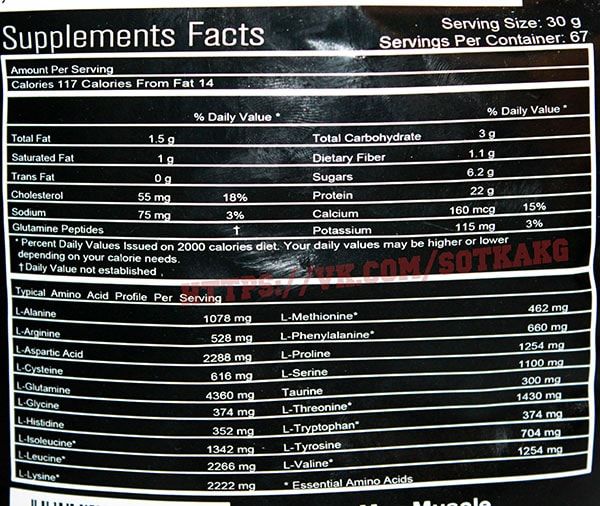 Supplements Facts
Serving Size: 30 g
Servings Per Container: 67
Amount Per Serving
Calories 117 Calories From Fat 14
% Daily Value * % Daily Value *
Total Fat 1.5 g Total Carbohydrate 3 g
Saturated Fat 1 g Dietary Fiber 1.1 g
Trans Fat 0 g Sugars 6.2 g
Cholesterol 55 mg 18% Protein 22 g
Sodium 75 mg 3% Calcium 160 mcg 15%
Glutamine Peptides † Potassium 115 mg 3%
* Percent Daily Values Issued on 2000 calories diet. Your daily values may be higher or lower
depending on your calorie needs.
† Daily Value not established .
HTTPS://VK.COM/SOTKAKG
Typical Amino Acid Profile Per Serving
L-Alanine 1078 mg L-Methionine* 462 mg
L-Arginine 528 mg L-Phenylalanine* 660 mg
L-Aspartic Acid 2288 mg L-Proline 1254 mg
L-Cysteine 616 mg L-Serine 1100 mg
L-Glutamine 4360 mg Taurine 300 mg
L-Glycine 374 mg L-Threonine* 1430 mg
L-Histidine 352 mg L-Tryptophan* 374 mg
L-Isoleucine* 1342 mg L-Tyrosine 704 mg
L-Leucine* 2266 mg L-Valine* 1254 mg
L-Lysine* 2222 mg * Essential Amino Acids
Muscle